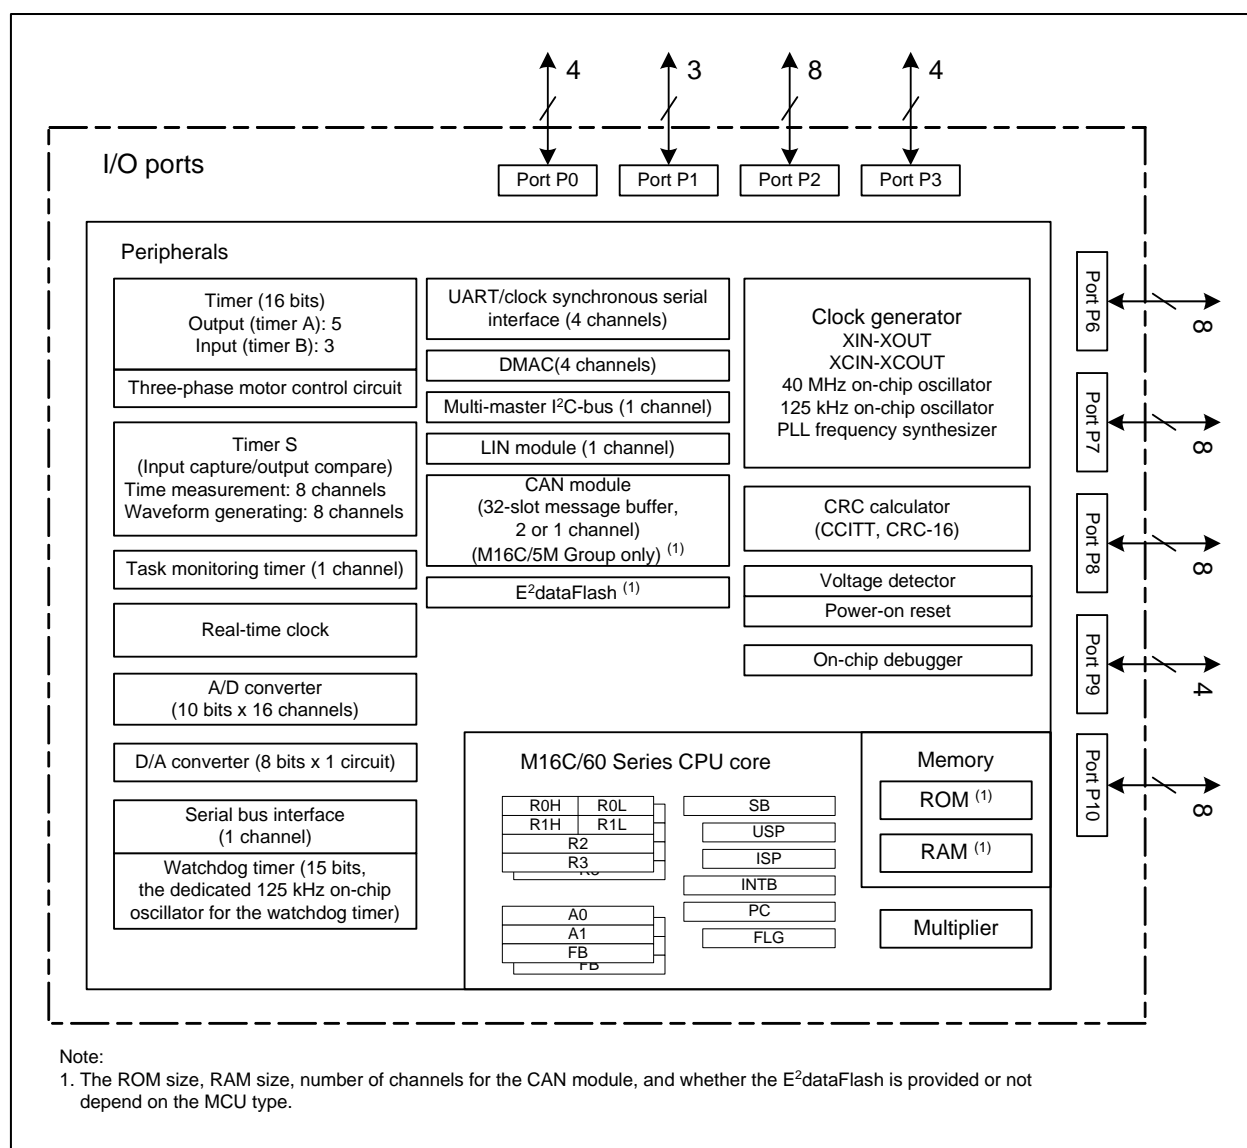 4
3
8
4
I/O ports
Port P0
Port P1
Port P2
Port P3
Peripherals
Timer (16 bits)
Output (timer A): 5
Input (timer B): 3
Three-phase motor control circuit
Timer S
(Input capture/output compare)
Time measurement: 8 channels
Waveform generating: 8 channels
Task monitoring timer (1 channel)
Real-time clock
A/D converter
(10 bits x 16 channels)
D/A converter (8 bits x 1 circuit)
Serial bus interface
(1 channel)
Watchdog timer (15 bits,
the dedicated 125 kHz on-chip
oscillator for the watchdog timer)
UART/clock synchronous serial
interface (4 channels)
DMAC(4 channels)
Multi-master I²C-bus (1 channel)
LIN module (1 channel)
CAN module
(32-slot message buffer,
2 or 1 channel)
(M16C/5M Group only) (1)
E²dataFlash (1)
Clock generator
XIN-XOUT
XCIN-XCOUT
40 MHz on-chip oscillator
125 kHz on-chip oscillator
PLL frequency synthesizer
CRC calculator
(CCITT, CRC-16)
Voltage detector
Power-on reset
On-chip debugger
M16C/60 Series CPU core
R0H
R0L
R1H
R1L
R2
R3
A0
A1
FB
FB
SB
USP
ISP
INTB
PC
FLG
Memory
ROM (1)
RAM (1)
Multiplier
Port P6
8
Port P7
8
Port P8
8
Port P9
4
Port P10
8
Note:
1. The ROM size, RAM size, number of channels for the CAN module, and whether the E²dataFlash is provided or not
depend on the MCU type.